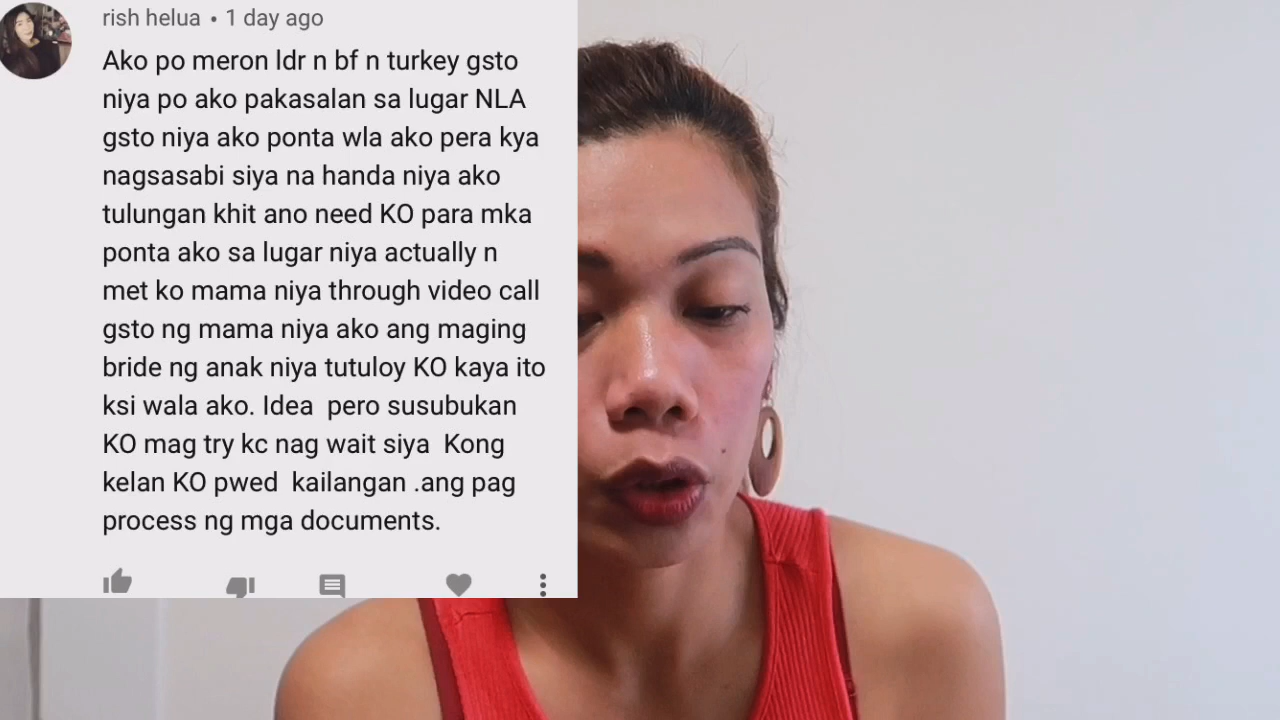 rish helua • 1 day ago
Ako po meron ldr n bf n turkey gsto
niya po ako pakasalan sa lugar NLA
gsto niya ako ponta wla ako pera kya
nagsasabi siya na handa niya ako
tulungan khit ano need KO para mka
ponta ako sa lugar niya actually n
met ko mama niya through video call
gsto ng mama niya ako ang maging
bride ng anak niya tutuloy KO kaya ito
ksi wala ako. Idea  pero susubukan
KO mag try kc nag wait siya  Kong
kelan KO pwed  kailangan .ang pag
process ng mga documents.